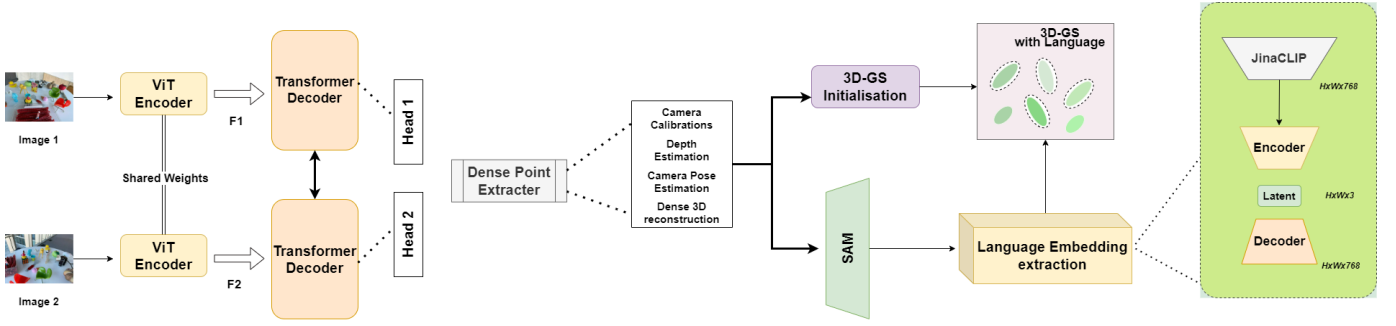 Image 1
ViT
Encoder
F1
Transformer
Decoder
Head 1
Shared Weights
Image 2
ViT
Encoder
F2
Transformer
Decoder
Head 2
Dense Point
Extracter
Camera
Calibrations
Depth
Estimation
Camera Pose
Estimation
Dense 3D
reconstruction
3D-GS
Initialisation
3D-GS
with Language
SAM
Language Embedding
extraction
JinaCLIP
HxWx768
Encoder
Latent
HxWx3
Decoder
HxWx768